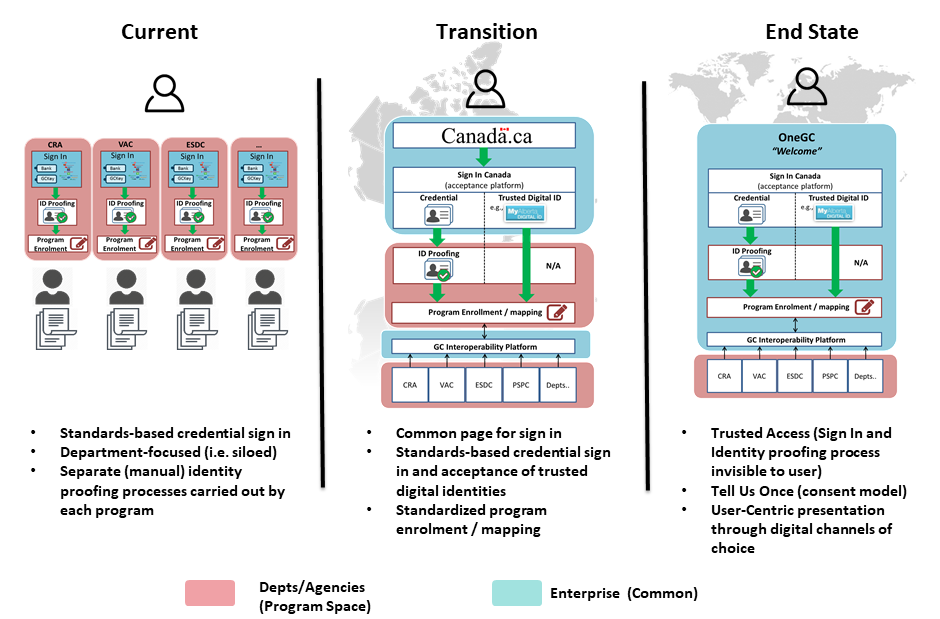 Current
CRA
Sign In
Bank
GCKey
ID Proofing
Program
Enrolment
VAC
Sign In
Bank
GCKey
ID Proofing
Program
Enrolment
ESDC
Sign In
Bank
GCKey
ID Proofing
Program
Enrolment
...
Sign In
Bank
GCKey
ID Proofing
Program
Enrolment
• Standards-based credential sign in
• Department-focused (i.e. siloed)
• Separate (manual) identity
proofing processes carried out by
each program
Transition
Canada.ca
Sign In Canada
(acceptance platform)
Credential
Trusted Digital ID
e.g.,
MyAlberta
DIGITAL ID
ID Proofing
N/A
Program Enrollment / mapping
GC Interoperability Platform
CRA
VAC
ESDC
PSPC
Depts..
• Common page for sign in
• Standards-based credential sign
in and acceptance of trusted
digital identities
• Standardized program
enrolment / mapping
End State
OneGC
“Welcome”
Sign In Canada
(acceptance platform)
Credential
Trusted Digital ID
e.g.,
MyAlberta
DIGITAL ID
ID Proofing
N/A
Program Enrolment / mapping
GC Interoperability Platform
CRA
VAC
ESDC
PSPC
Depts..
• Trusted Access (Sign In and
Identity proofing process
invisible to user)
• Tell Us Once (consent model)
• User-Centric presentation
through digital channels of
choice
Depts/Agencies
(Program Space)
Enterprise (Common)